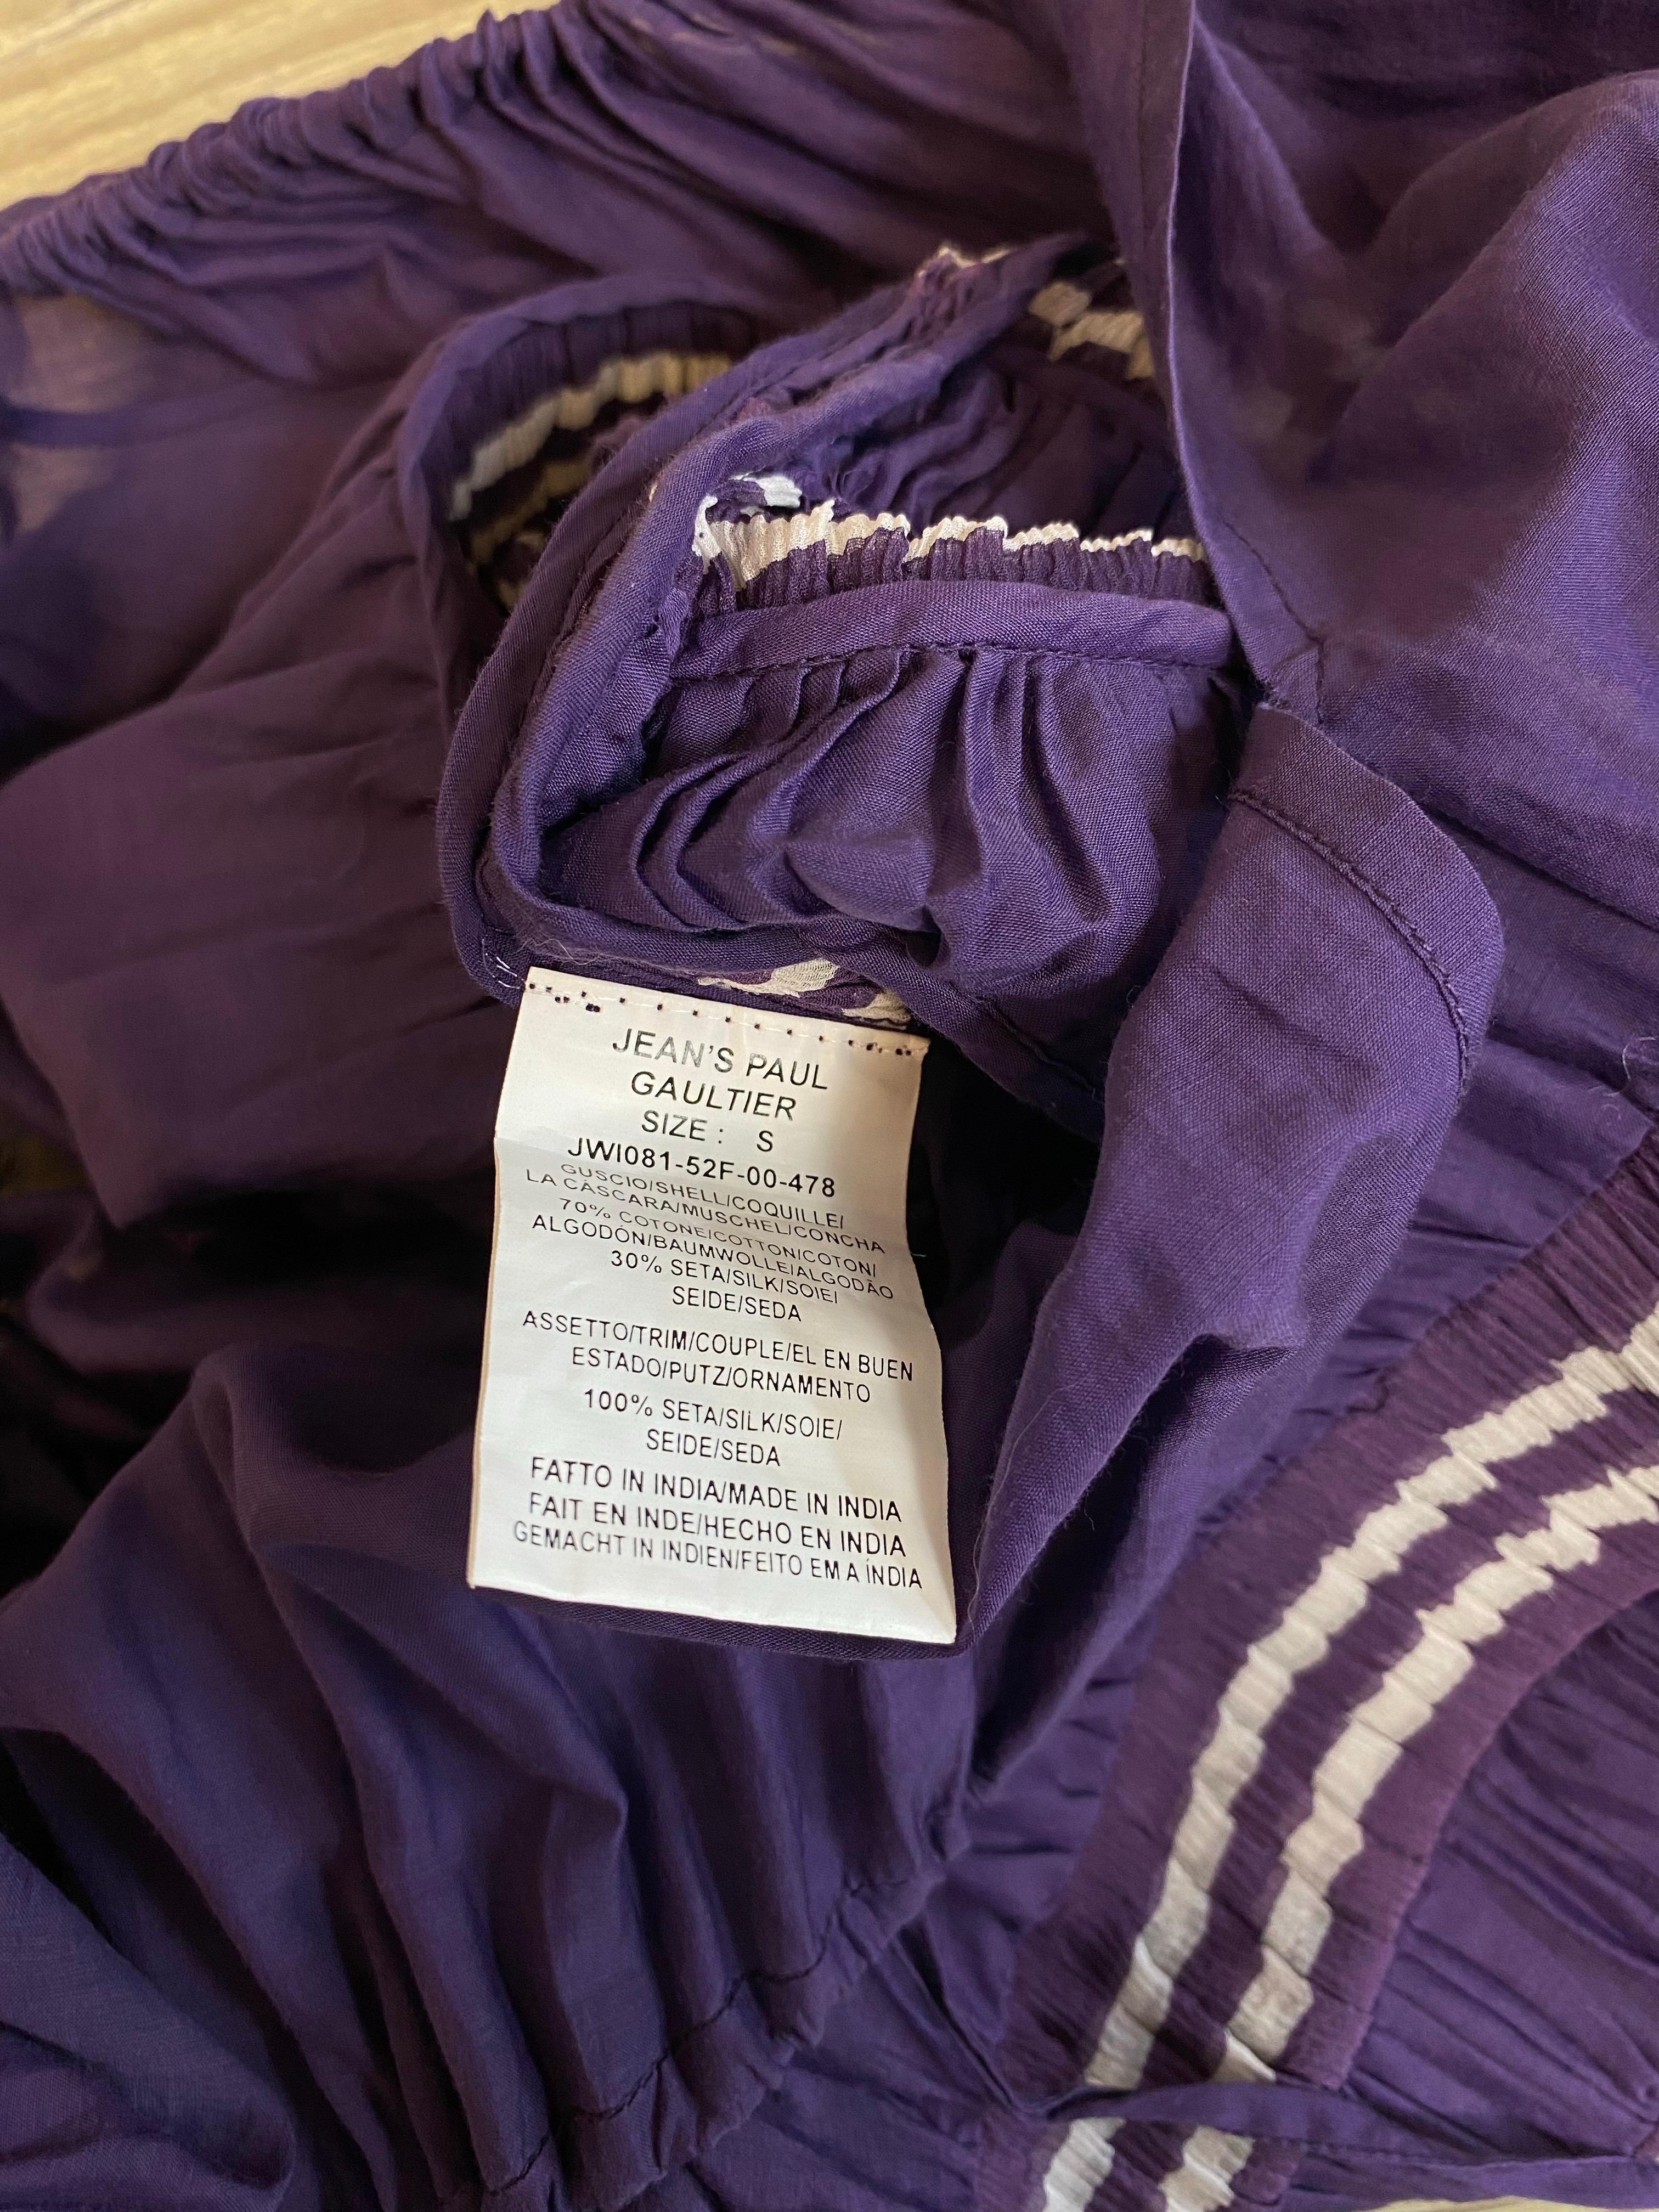 JEAN'S PAUL
GAULTIER
SIZE : S
JWI081-52F-00-478
GUSCIO/SHELL/COQUILLE/
LA CÀSCARA/MUSCHEL/CONCHA
70% COTONE/COTTON/COTON/
ALGODÓN/BAUMWOLLE/ALGODÃO
30% SETA/SILK/SOIE/
SEIDE/SEDA
ASSETTO/TRIM/COUPLE/EL EN BUEN
ESTADO/PUTZ/ORNAMENTO
100% SETA/SILK/SOIE/
SEIDE/SEDA
FATTO IN INDIA/MADE IN INDIA
FAIT EN INDE/HECHO EN INDIA
GEMACHT IN INDIEN/FEITO EM A ÍNDIA